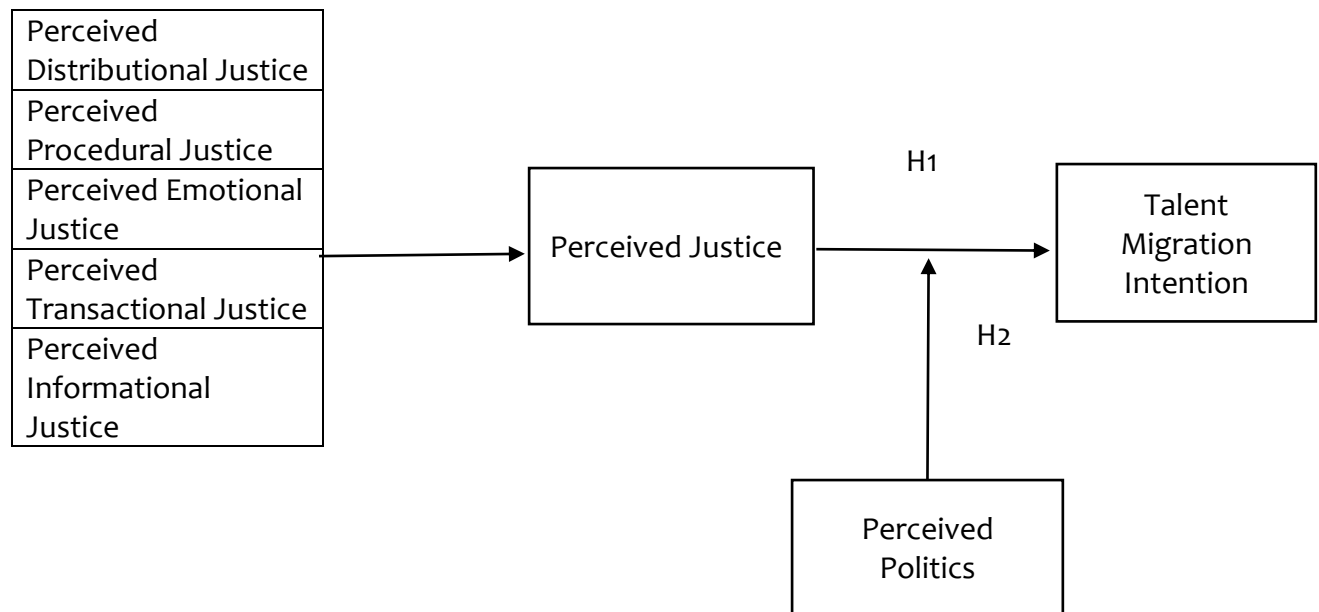 Perceived
Distributional Justice
Perceived
Procedural Justice
Perceived Emotional
Justice
Perceived
Transactional Justice
Perceived
Informational
Justice
Perceived Justice
H1
Talent
Migration
Intention
H2
Perceived
Politics